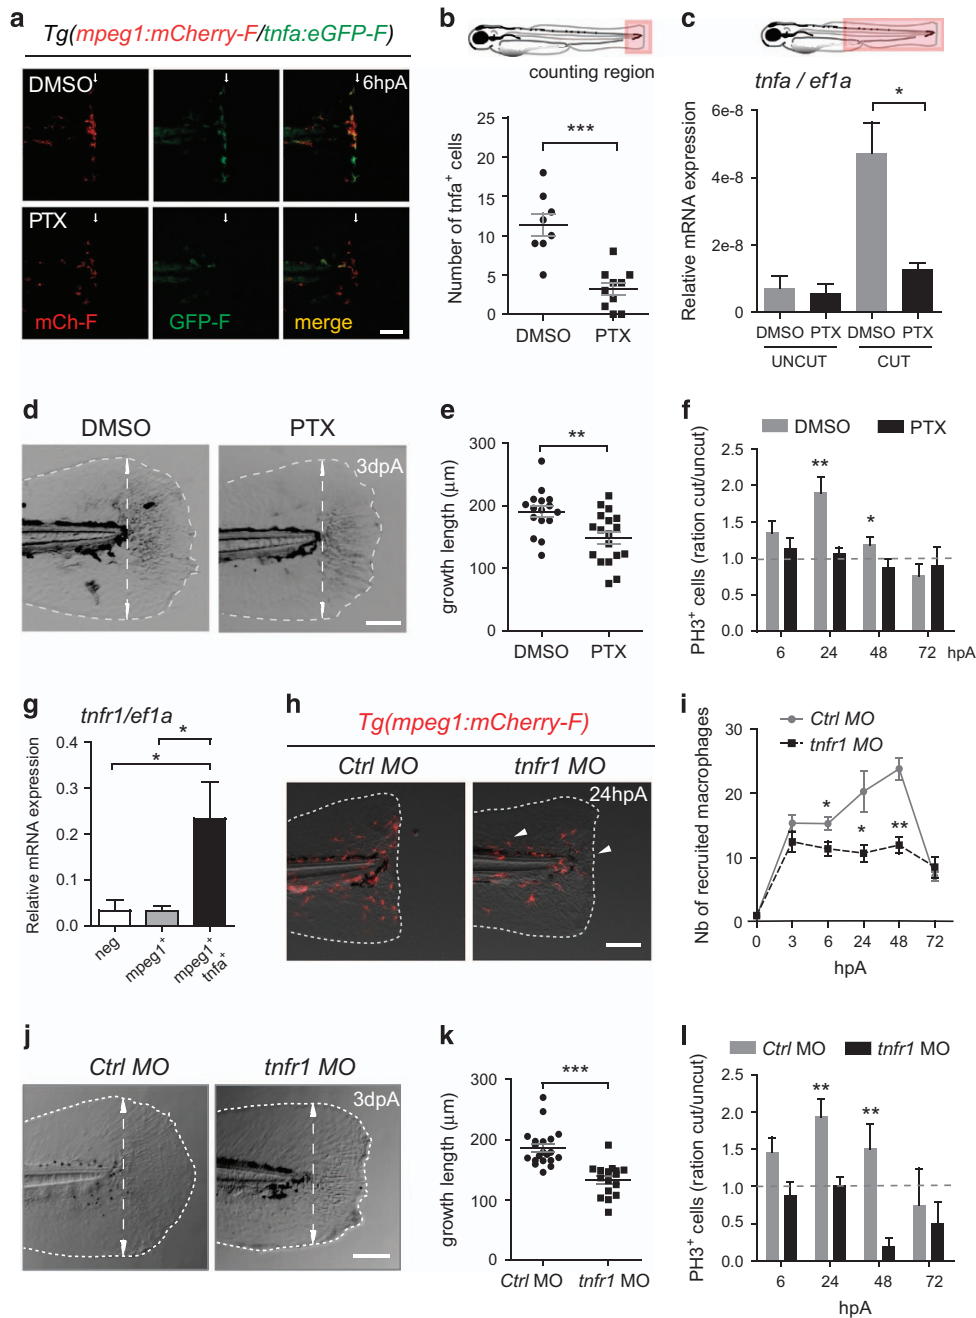 a
Tg(mpeg1:mCherry-F/tnfa:eGFP-F)
DMSO
6hpA
PTX
mCh-F
GFP-F
merge
b
counting region
Number of tnfa+ cells
25
20
15
10
5
0
***
DMSO
PTX
c
tnfa / ef1a
Relative mRNA expression
6e-8
4e-8
2e-8
0
*
DMSO PTX DMSO PTX
UNCUT
CUT
d
DMSO
PTX
3dpA
e
growth length (µm)
300
200
100
0
**
DMSO
PTX
f
DMSO
PTX
PH3+ cells (ration cut/uncut)
2.5
2.0
1.5
1.0
0.5
0.0
**
*
6 24 48 72 hpA
g
tnfr1/ef1a
Relative mRNA expression
0.4
0.3
0.2
0.1
0.0
*
*
neg
mpeg1+
mpeg1+
tnfa+
h
Tg(mpeg1:mCherry-F)
Ctrl MO
tnfr1 MO
24hpA
i
Ctrl MO
tnfr1 MO
Nb of recruited macrophages
30
20
10
0
*
*
**
0 3 6 24 48 72
hpA
j
Ctrl MO
tnfr1 MO
3dpA
k
growth length (µm)
300
200
100
0
***
Ctrl MO
tnfr1 MO
l
Ctrl MO
tnfr1 MO
PH3+ cells (ration cut/uncut)
2.5
2.0
1.5
1.0
0.5
0.0
**
**
6 24 48 72
hpA